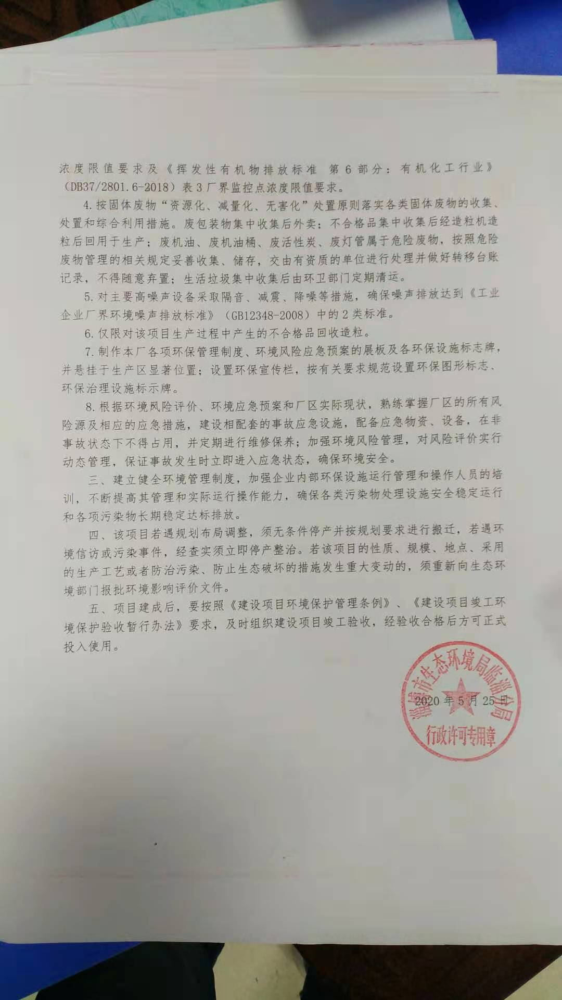 浓度限值要求及《挥发性有机物排放标准 第6部分：有机化工行业》
（DB37/2801.6-2018）表3厂界监控点浓度限值要求。
4.按固体废物“资源化、减量化、无害化”处置原则落实各类固体废物的收集、
处置和综合利用措施。废包装物集中收集后外卖；不合格品集中收集后经造粒机造
粒后回用于生产；废机油、废机油桶、废活性炭、废灯管属于危险废物，按照危险
废物管理的相关规定妥善收集、储存，交由有资质的单位进行处理并做好转移台账
记录，不得随意弃置；生活垃圾集中收集后由环卫部门定期清运。
5.对主要高噪声设备采取隔音、减震、降噪等措施，确保噪声排放达到《工业
企业厂界环境噪声排放标准》（GB12348-2008）中的2类标准。
6.仅限对该项目生产过程中产生的不合格品回收造粒。
7.制作本厂各项环保管理制度、环境风险应急预案的展板及各环保设施标志牌，
并悬挂于生产区显著位置；设置环保宣传栏，按有关要求规范设置环保图形标志、
环保治理设施标示牌。
8.根据环境风险评价、环境应急预案和厂区实际现状，熟练掌握厂区的所有风
险源及相应的应急措施，建设相配套的事故应急设施，配备应急物资、设备，在非
事故状态下不得占用，并定期进行维修保养；加强环境风险管理，对风险评价实行
动态管理，保证事故发生时立即进入应急状态，确保环境安全。
三、建立健全环境管理制度，加强企业内部环保设施运行管理和操作人员的培
训，不断提高其管理和实际运行操作能力，确保各类污染物处理设施安全稳定运行
和各项污染物长期稳定达标排放。
四、该项目若遇规划布局调整，须无条件停产并按规划要求进行搬迁，若遇环
境信访或污染事件，经查实须立即停产整治。若该项目的性质、规模、地点、采用
的生产工艺或者防治污染、防止生态破坏的措施发生重大变动的，须重新向生态环
境部门报批环境影响评价文件。
五、项目建成后，要按照《建设项目环境保护管理条例》、《建设项目竣工环
境保护验收暂行办法》要求，及时组织建设项目竣工验收，经验收合格后方可正式
投入使用。
淄博市生态环境局临淄分局
2020年5月25日
行政许可专用章